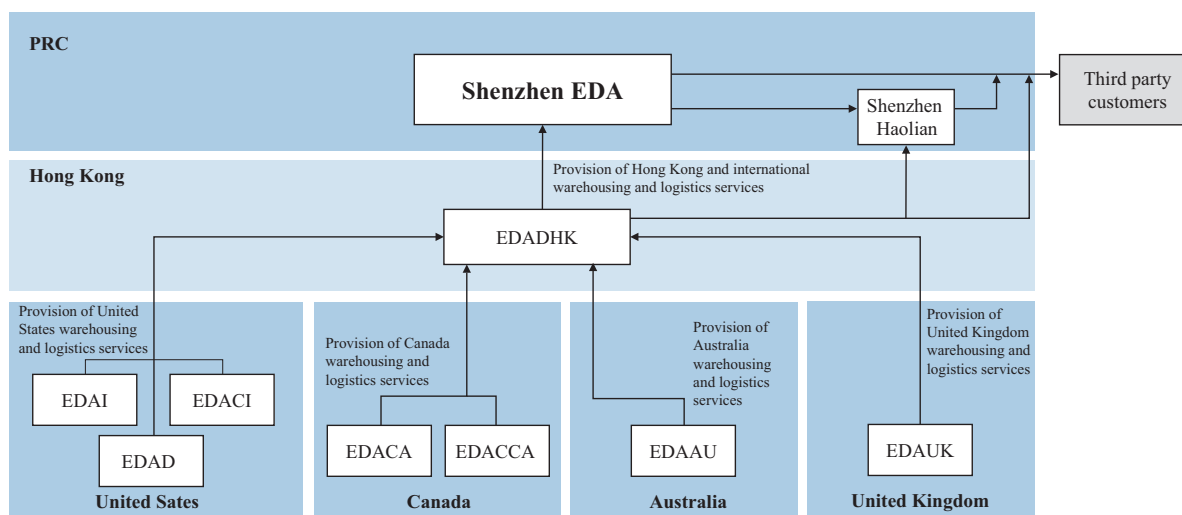 PRC
Shenzhen EDA
Shenzhen
Haolian
Third party
customers
Hong Kong
Provision of Hong Kong and international
warehousing and logistics services
EDADHK
Provision of United
States warehousing
and logistics services
EDAI
EDACI
EDAD
United Sates
Provision of Canada
warehousing and
logistics services
EDACA
EDACCA
Canada
Provision of
Australia
warehousing
and logistics
services
EDAAU
Australia
Provision of
United Kingdom
warehousing and
logistics services
EDAUK
United Kingdom